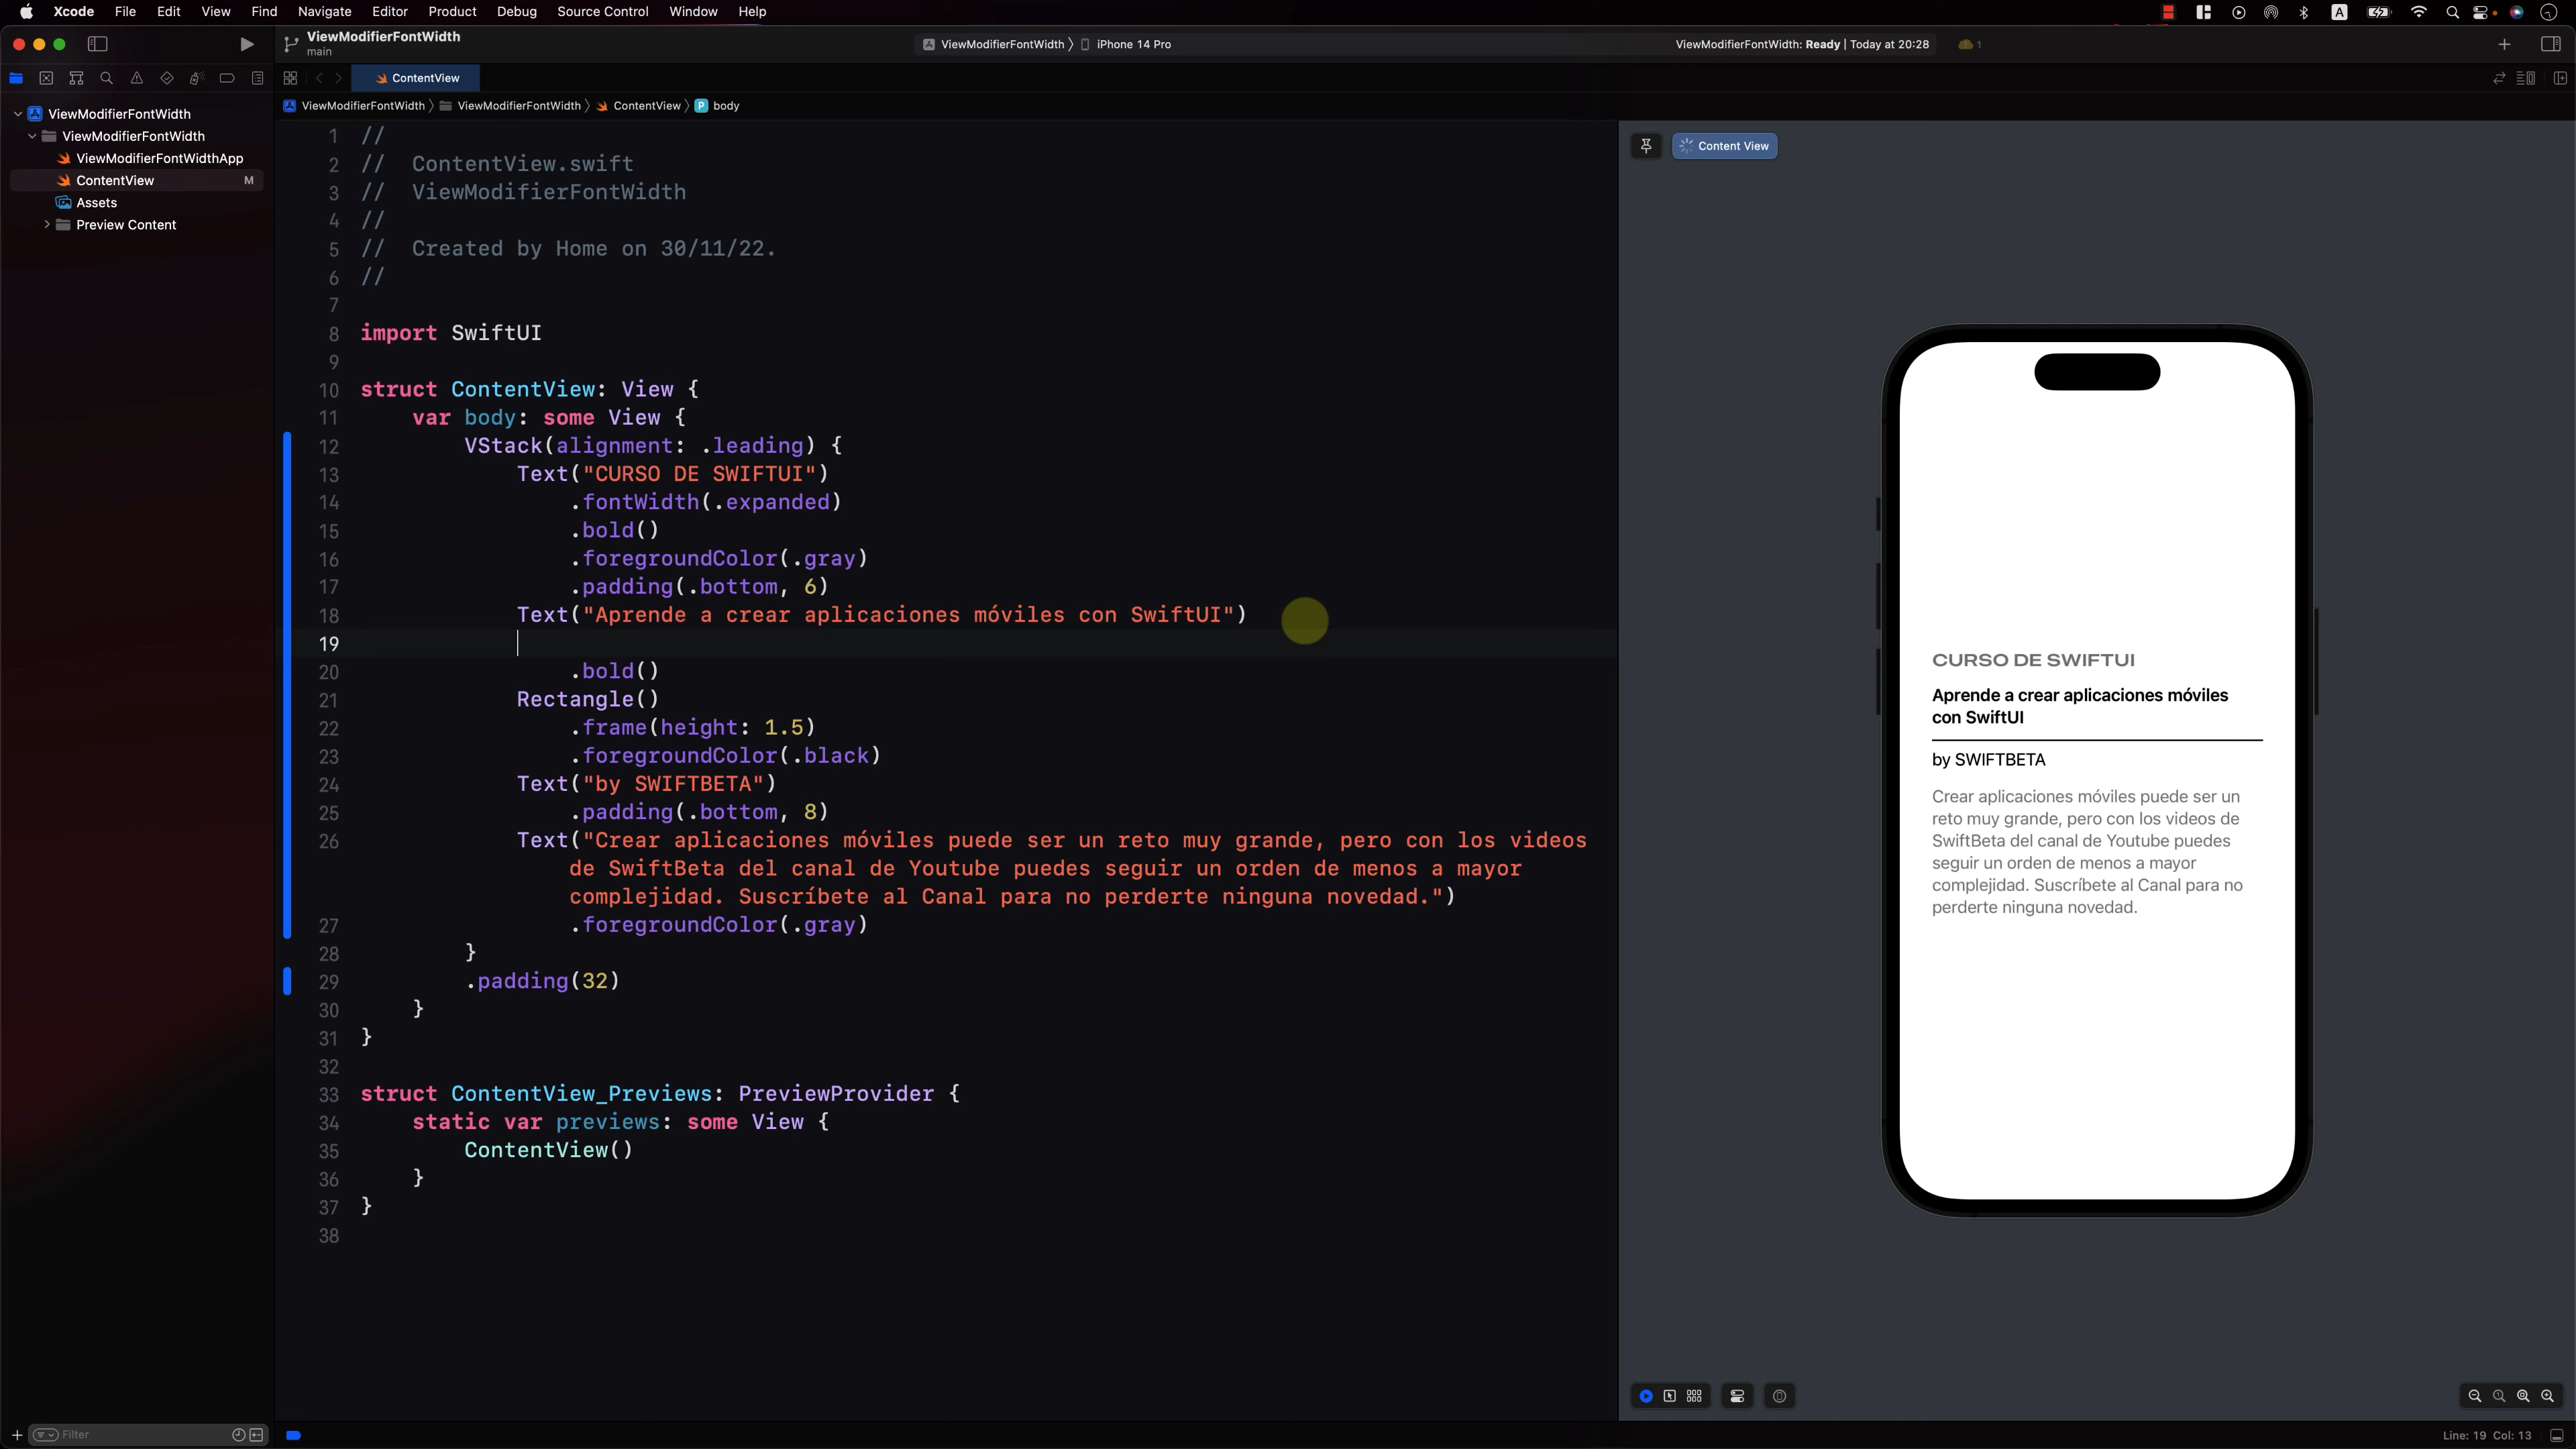 Xcode File Edit View Find Navigate Editor Product Debug Source Control Window Help
A
ViewModifierFontWidth
main
ViewModifierFontWidth 〉 iPhone 14 Pro
ViewModifierFontWidth: Ready | Today at 20:28
1
ContentView
ViewModifierFontWidth 〉 ViewModifierFontWidth 〉 ContentView 〉 P body
ViewModifierFontWidth
ViewModifierFontWidth
ViewModifierFontWidthApp
ContentView M
Assets
Preview Content
1 //
2 //  ContentView.swift
3 //  ViewModifierFontWidth
4 //
5 //  Created by Home on 30/11/22.
6 //
7
8 import SwiftUI
9
10 struct ContentView: View {
11     var body: some View {
12         VStack(alignment: .leading) {
13             Text("CURSO DE SWIFTUI")
14                 .fontWidth(.expanded)
15                 .bold()
16                 .foregroundColor(.gray)
17                 .padding(.bottom, 6)
18             Text("Aprende a crear aplicaciones móviles con SwiftUI")
19
20                 .bold()
21             Rectangle()
22                 .frame(height: 1.5)
23                 .foregroundColor(.black)
24             Text("by SWIFTBETA")
25                 .padding(.bottom, 8)
26             Text("Crear aplicaciones móviles puede ser un reto muy grande, pero con los videos
de SwiftBeta del canal de Youtube puedes seguir un orden de menos a mayor
complejidad. Suscríbete al Canal para no perderte ninguna novedad.")
27                 .foregroundColor(.gray)
28         }
29         .padding(32)
30     }
31 }
32
33 struct ContentView_Previews: PreviewProvider {
34     static var previews: some View {
35         ContentView()
36     }
37 }
38
Content View
CURSO DE SWIFTUI
Aprende a crear aplicaciones móviles
con SwiftUI
by SWIFTBETA
Crear aplicaciones móviles puede ser un
reto muy grande, pero con los videos de
SwiftBeta del canal de Youtube puedes
seguir un orden de menos a mayor
complejidad. Suscríbete al Canal para no
perderte ninguna novedad.
Filter
Line: 19 Col: 13